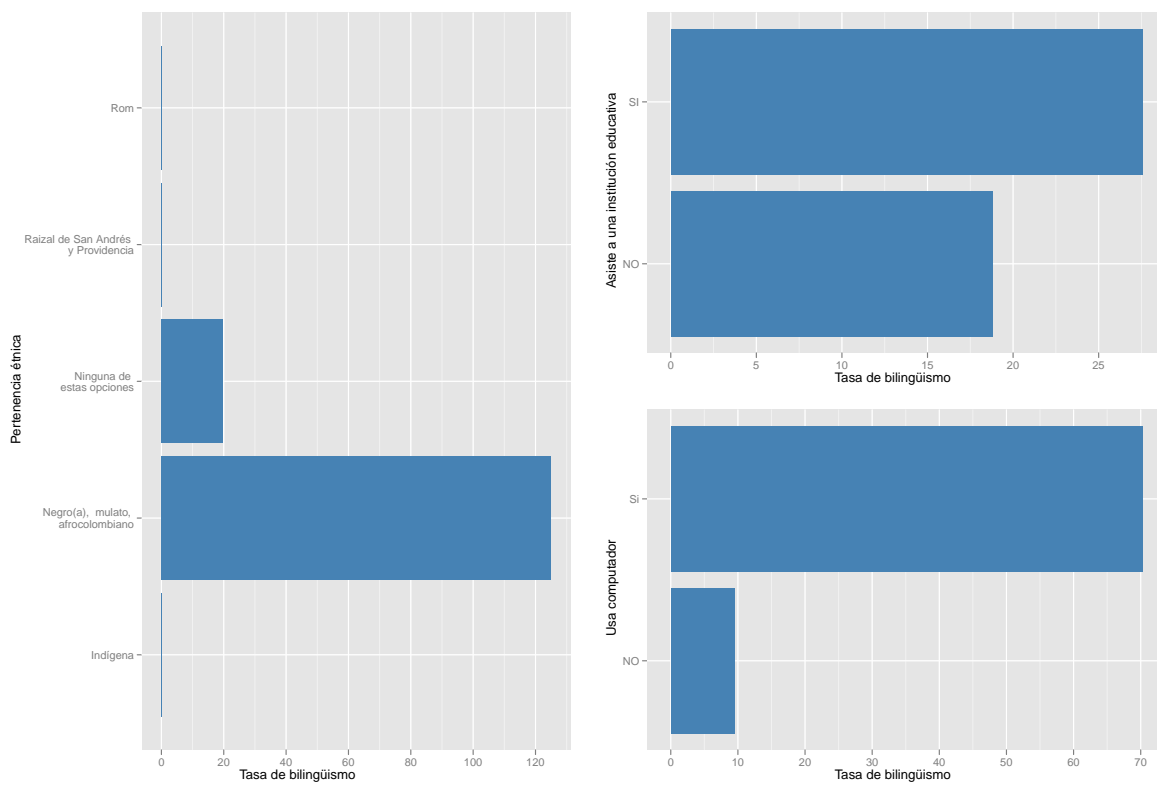 Pertenencia étnica
Rom
Raizal de San Andrés
y Providencia
Ninguna de
estas opciones
Negro(a), mulato,
afrocolombiano
Indígena
0 20 40 60 80 100 120
Tasa de bilingüismo
Asiste a una institución educativa
SI
NO
0 5 10 15 20 25
Tasa de bilingüismo
Usa computador
Si
NO
0 10 20 30 40 50 60 70
Tasa de bilingüismo